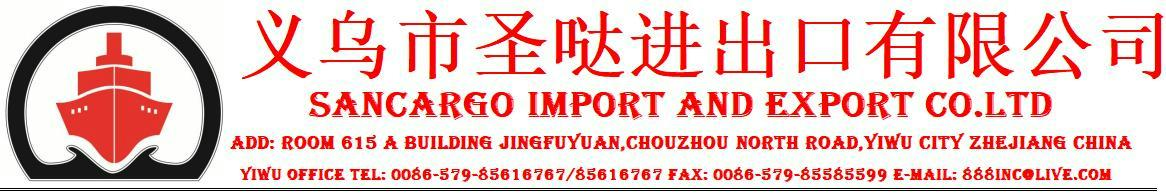 义乌市圣哒进出口有限公司
SANCARGO IMPORT AND EXPORT CO.LTD
ADD: ROOM 615 A BUILDING JINGFUYUAN,CHOUZHOU NORTH ROAD,YIWU CITY ZHEJIANG CHINA
YIWU OFFICE TEL: 0086-579-85616767/85616767 FAX: 0086-579-85585599 E-MAIL: 888INC@LIVE.COM